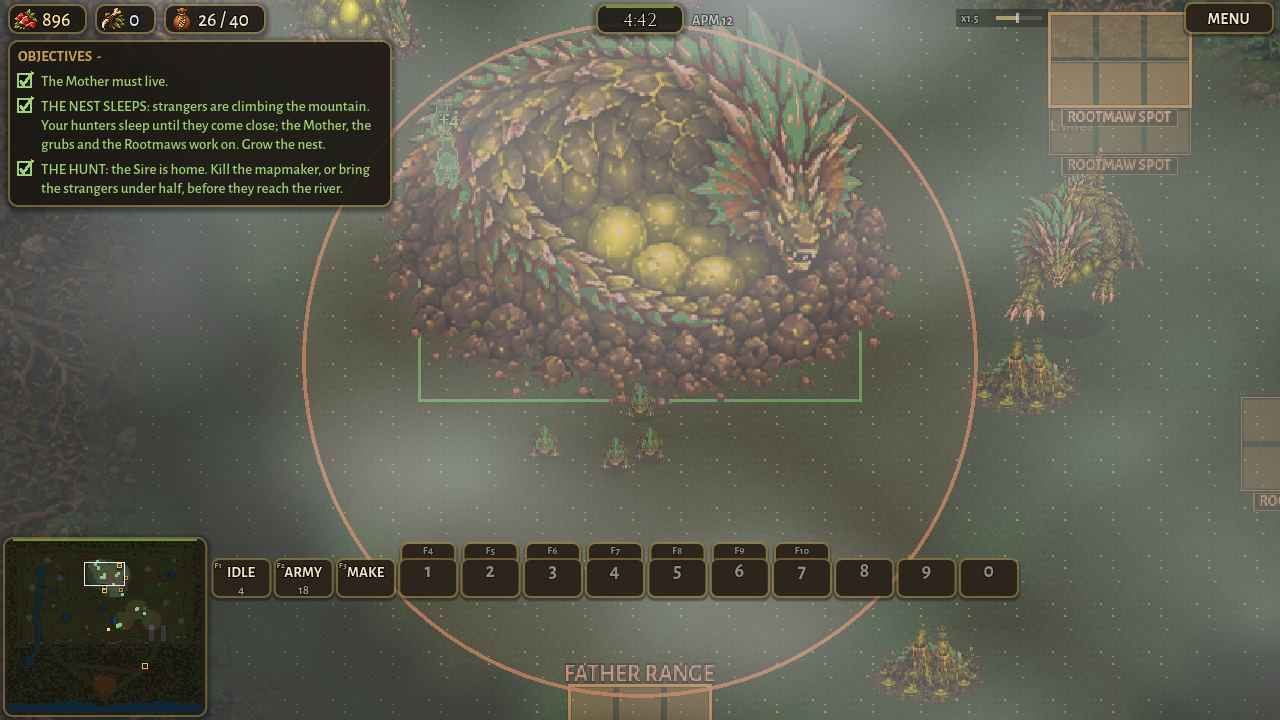 896
0
26 / 40
4:42
APM 12
x1.5
MENU
OBJECTIVES -
The Mother must live.
THE NEST SLEEPS: strangers are climbing the mountain.
Your hunters sleep until they come close; the Mother, the
grubs and the Rootmaws work on. Grow the nest.
THE HUNT: the Sire is home. Kill the mapmaker, or bring
the strangers under half, before they reach the river.
+4
ROOTMAW SPOT
ROOTMAW SPOT
ROO
F4 F5 F6 F7 F8 F9 F10
F1 IDLE F2 ARMY F3 MAKE 1 2 3 4 5 6 7 8 9 0
4 18
FATHER RANGE